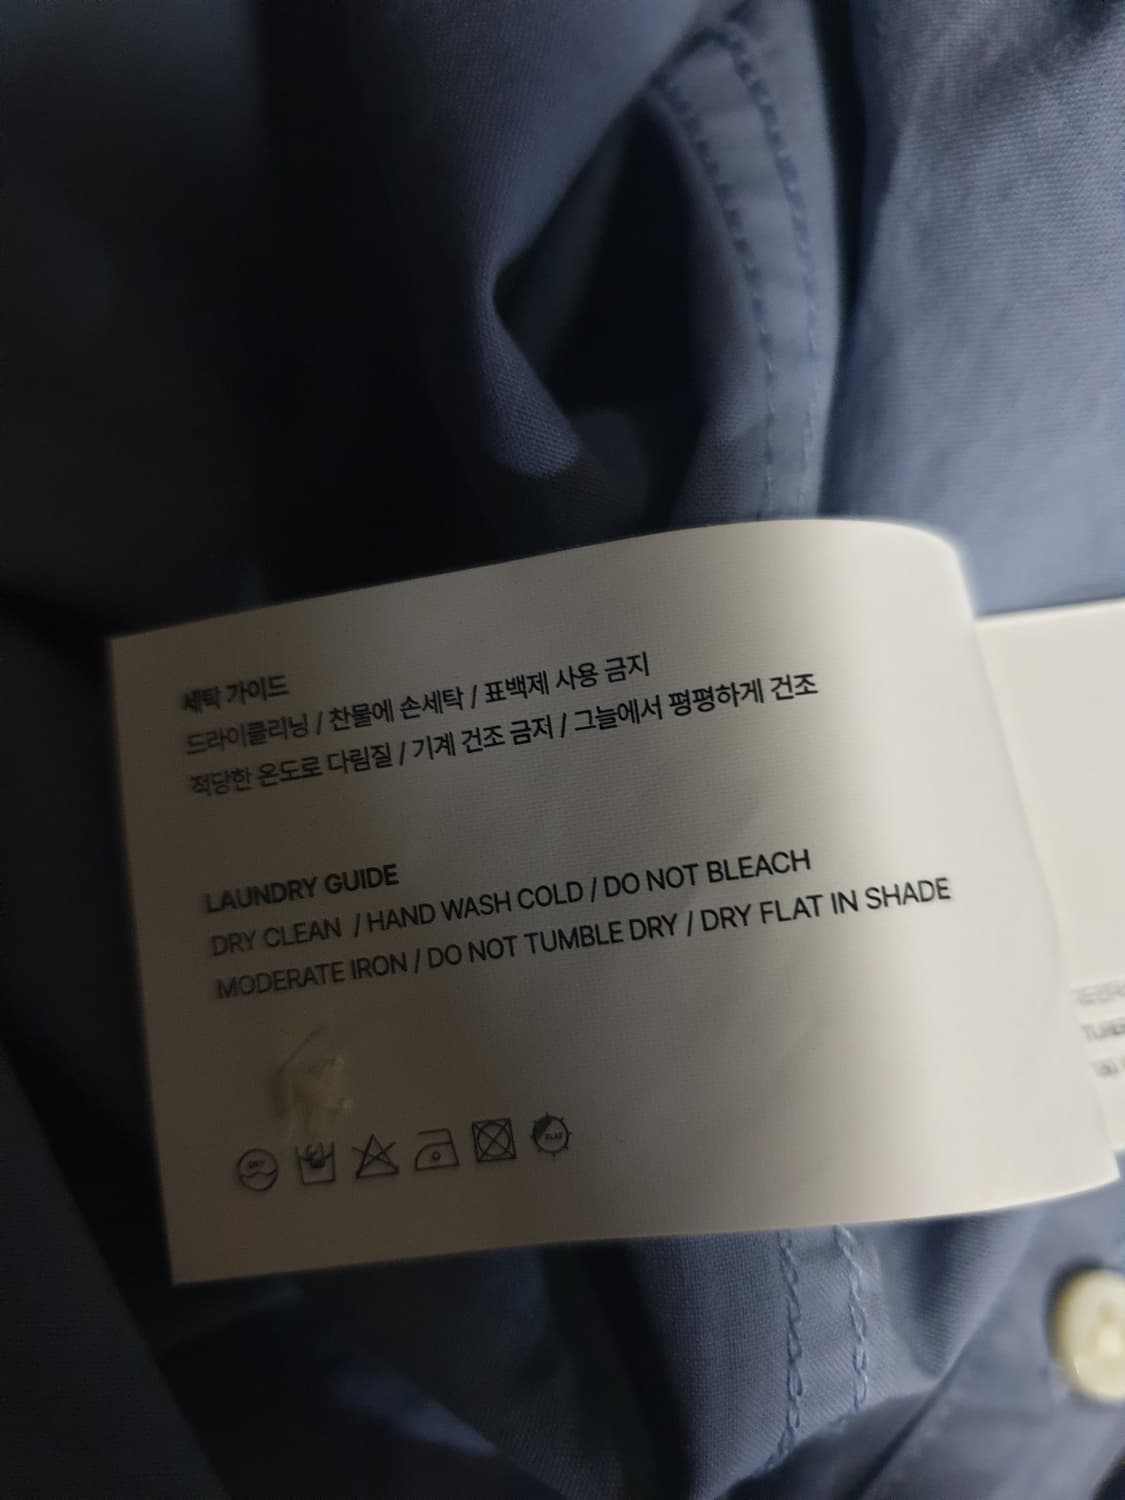 세탁 가이드
드라이클리닝 / 찬물에 손세탁 / 표백제 사용 금지
적당한 온도로 다림질 / 기계 건조 금저 / 그늘에서 평평하게 건조
LAUNDRY GUIDE
DRY CLEAN / HAND WASH COLD / DO NOT BLEACH
MODERATE IRON / DO NOT TUMBLE DRY / DRY FLAT IN SHADE
FLAT